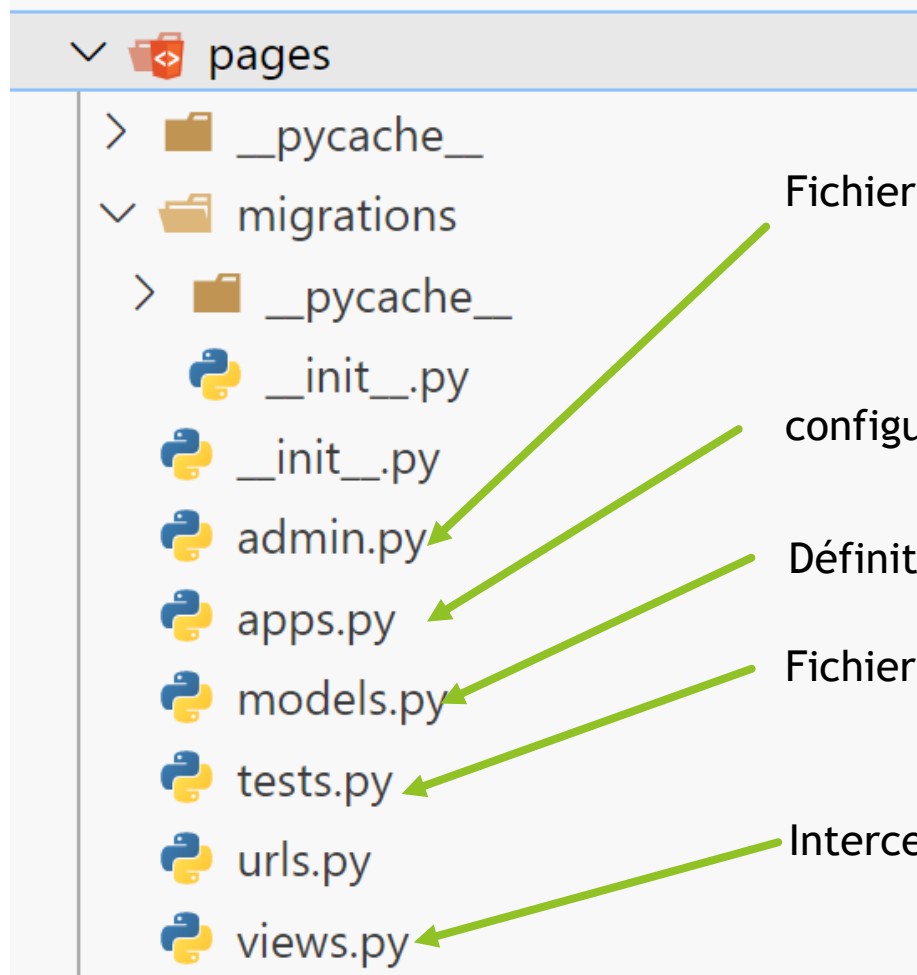 pages
__pycache__
migrations
__pycache__
__init__.py
__init__.py
admin.py
apps.py
models.py
tests.py
urls.py
views.py
Fichier
configu
Définit
Fichier
Interce